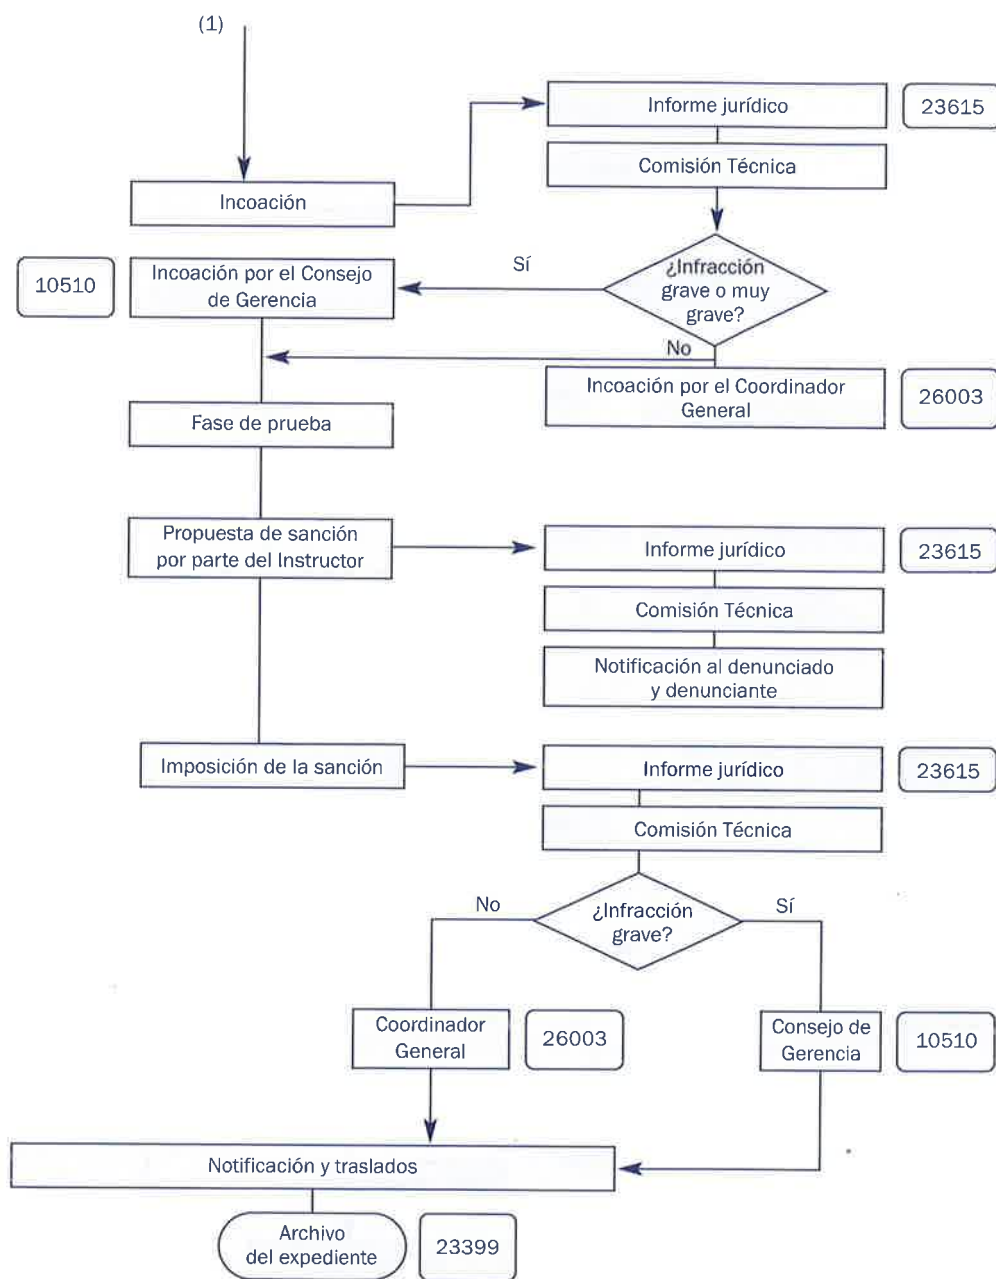 (1)
Informe jurídico
23615
Comisión Técnica
Incoación
¿Infracción
grave o muy
grave?
Sí
Incoación por el Consejo
de Gerencia
10510
No
Incoación por el Coordinador
General
26003
Fase de prueba
Propuesta de sanción
por parte del Instructor
Informe jurídico
23615
Comisión Técnica
Notificación al denunciado
y denunciante
Imposición de la sanción
Informe jurídico
23615
Comisión Técnica
¿Infracción
grave?
No
Sí
Coordinador
General
26003
Consejo de
Gerencia
10510
Notificación y traslados
Archivo
del expediente
23399